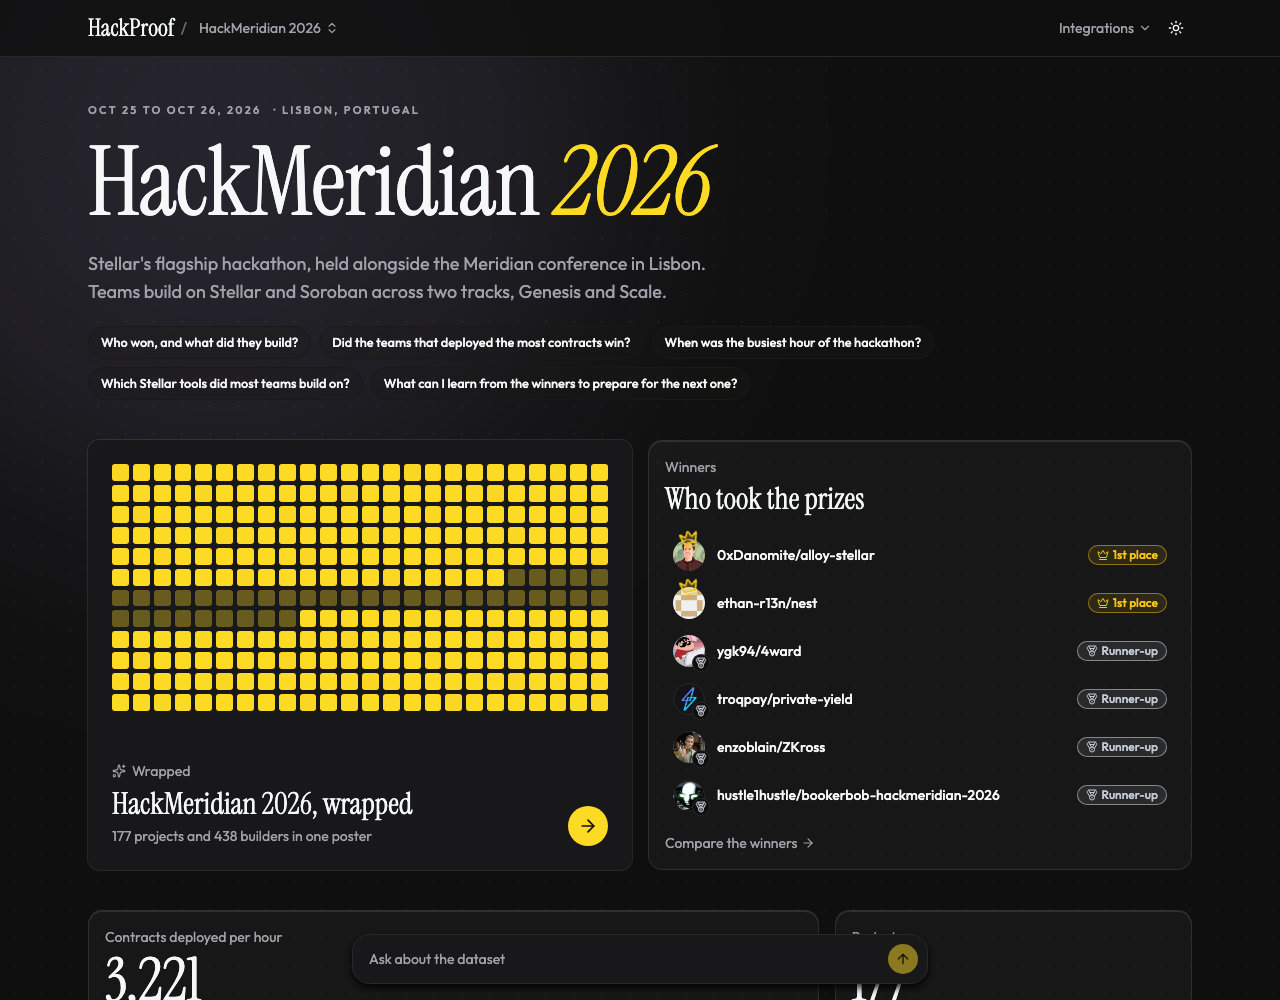 HackProof / HackMeridian 2026
Integrations
OCT 25 TO OCT 26, 2026 · LISBON, PORTUGAL
HackMeridian 2026
Stellar's flagship hackathon, held alongside the Meridian conference in Lisbon.
Teams build on Stellar and Soroban across two tracks, Genesis and Scale.
Who won, and what did they build?
Did the teams that deployed the most contracts win?
When was the busiest hour of the hackathon?
Which Stellar tools did most teams build on?
What can I learn from the winners to prepare for the next one?
Wrapped
HackMeridian 2026, wrapped
177 projects and 438 builders in one poster
Winners
Who took the prizes
0xDanomite/alloy-stellar
1st place
ethan-r13n/nest
1st place
ygk94/4ward
Runner-up
troqpay/private-yield
Runner-up
enzoblain/ZKross
Runner-up
hustle1hustle/bookerbob-hackmeridian-2026
Runner-up
Compare the winners
Contracts deployed per hour
3,221
177
Ask about the dataset